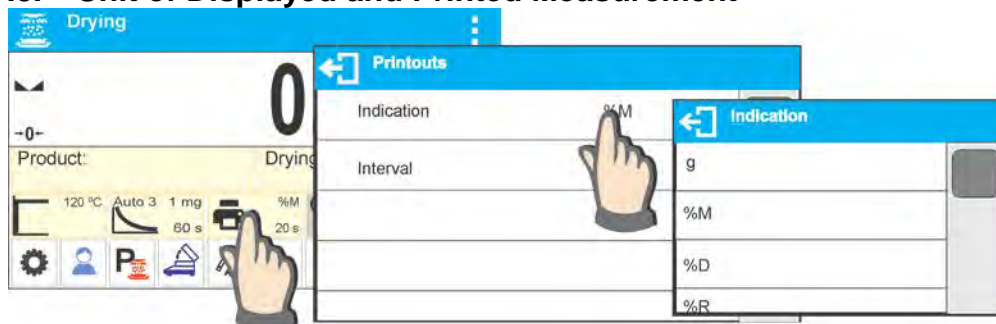 Unit of Displayed and Printed Measurement
Drying
0
→0←
Product:
Drying
120 °C
Auto 3
1 mg
60 s
%M
20 s
P
Printouts
Indication %M
Interval
Indication
g
%M
%D
%R